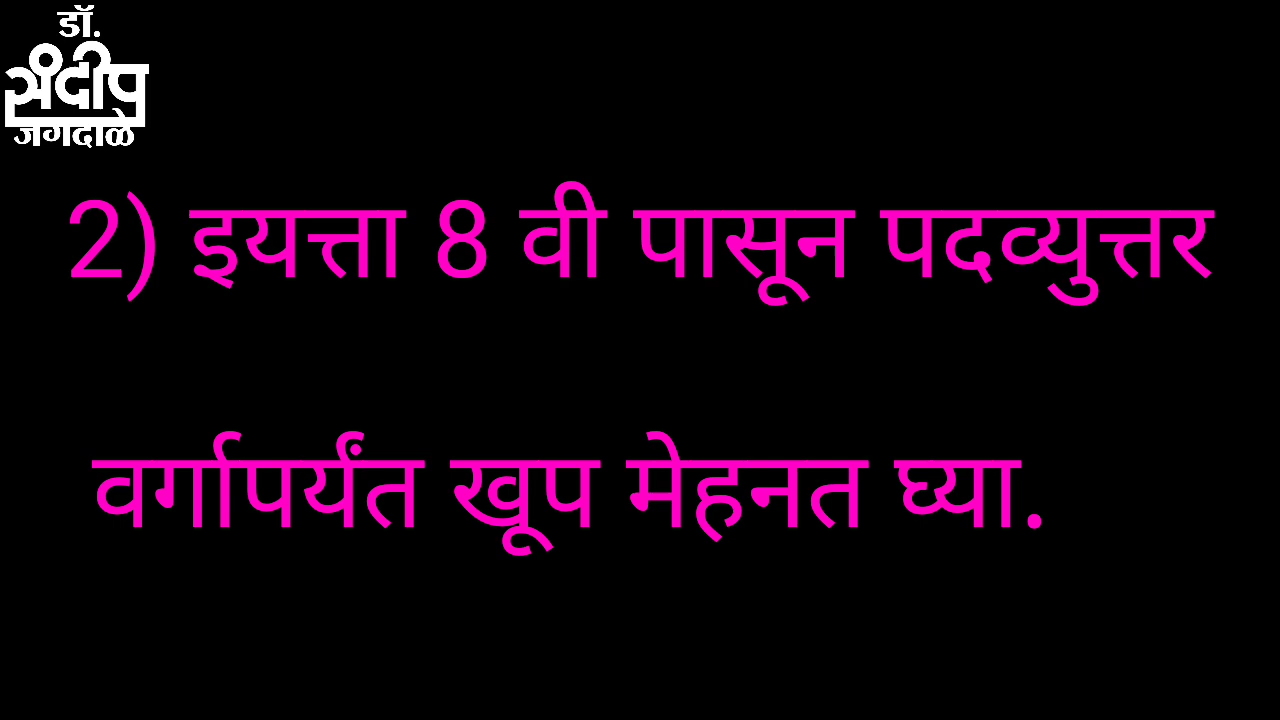 डॉ.
संदीप
जगदाळे
2) इयत्ता 8 वी पासून पदव्युत्तर
वर्गापर्यंत खूप मेहनत घ्या.